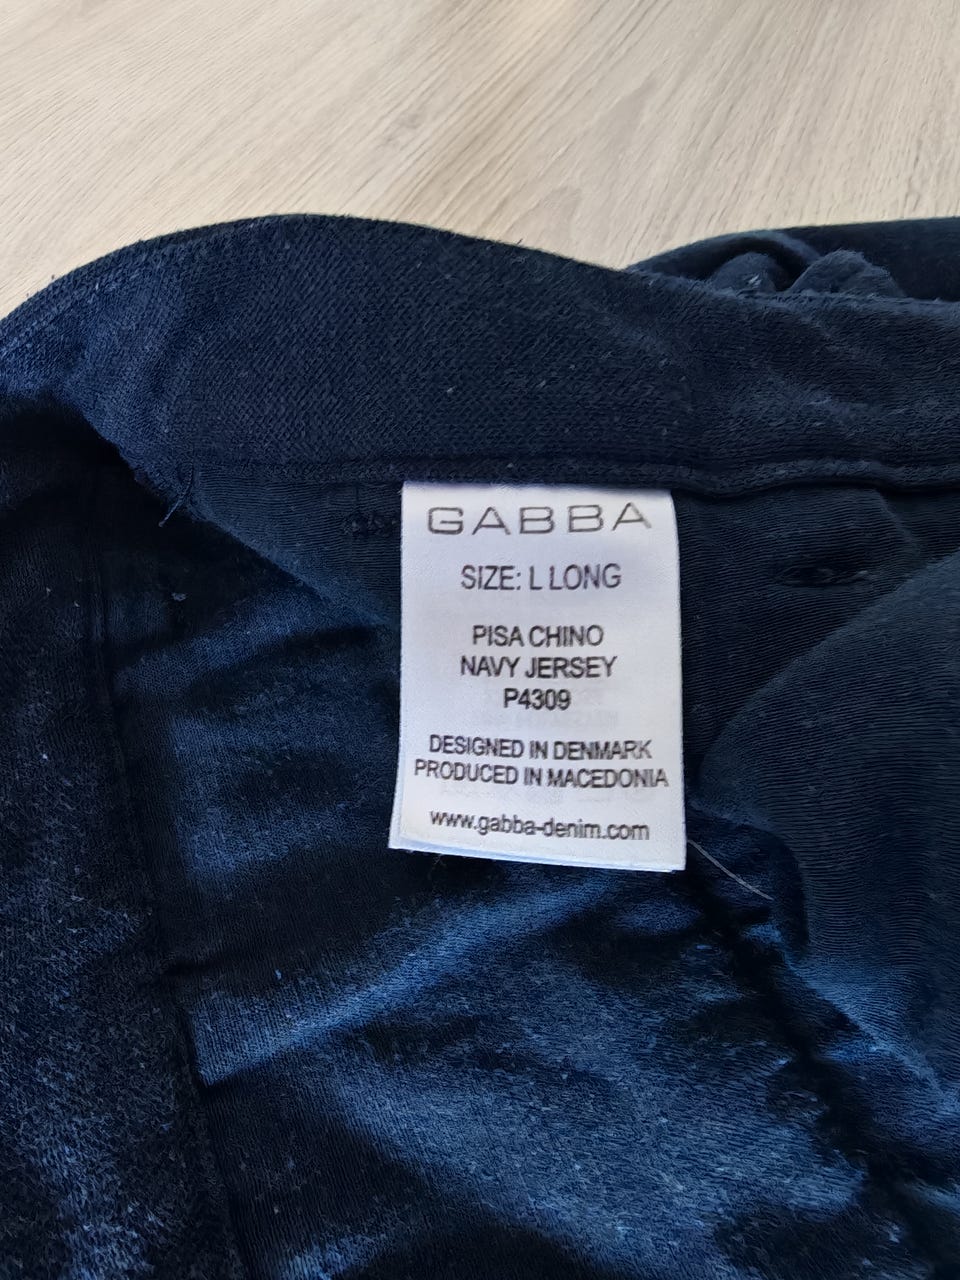 GABBA
SIZE: L LONG
PISA CHINO
NAVY JERSEY
P4309
DESIGNED IN DENMARK
PRODUCED IN MACEDONIA
www.gabba-denim.com